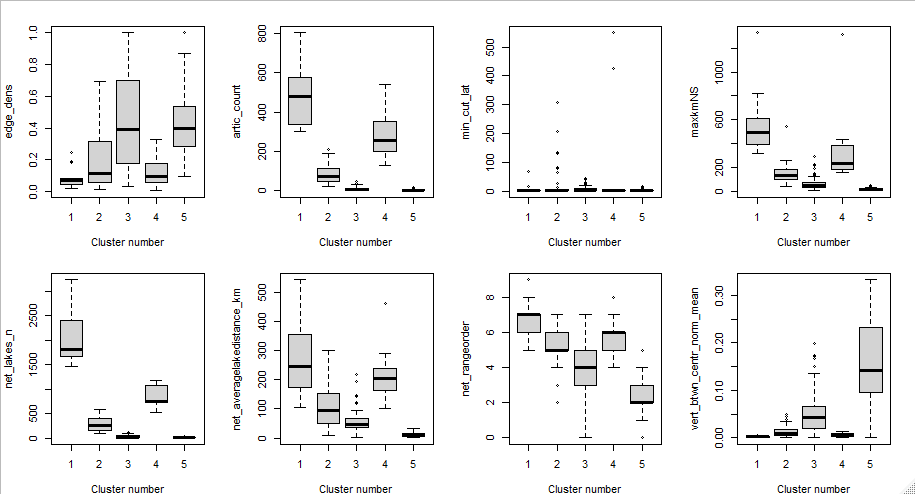 edge_dens
0.0 0.2 0.4 0.6 0.8 1.0
1 2 3 4 5
Cluster number
artic_count
0 200 400 600 800
1 2 3 4 5
Cluster number
min_cut_lat
0 100 200 300 400 500
1 2 3 4 5
Cluster number
maxkmNS
0 200 600 1000
1 2 3 4 5
Cluster number
net_lakes_n
0 500 1500 2500
1 2 3 4 5
Cluster number
net_averagelakedistance_km
0 100 200 300 400 500
1 2 3 4 5
Cluster number
net_rangeorder
0 2 4 6 8
1 2 3 4 5
Cluster number
vert_btwn_centr_norm_mean
0.00 0.10 0.20 0.30
1 2 3 4 5
Cluster number